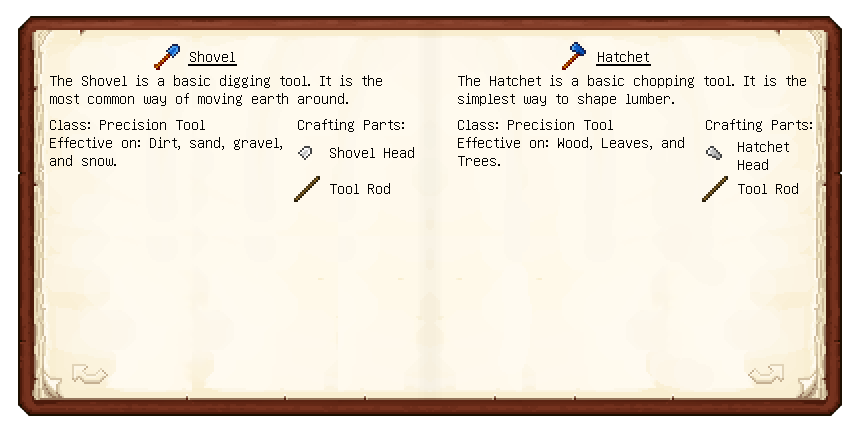 Shovel
The Shovel is a basic digging tool. It is the
most common way of moving earth around.
Class: Precision Tool
Effective on: Dirt, sand, gravel,
and snow.
Crafting Parts:
Shovel Head
Tool Rod
Hatchet
The Hatchet is a basic chopping tool. It is the
simplest way to shape lumber.
Class: Precision Tool
Effective on: Wood, Leaves, and
Trees.
Crafting Parts:
Hatchet
Head
Tool Rod